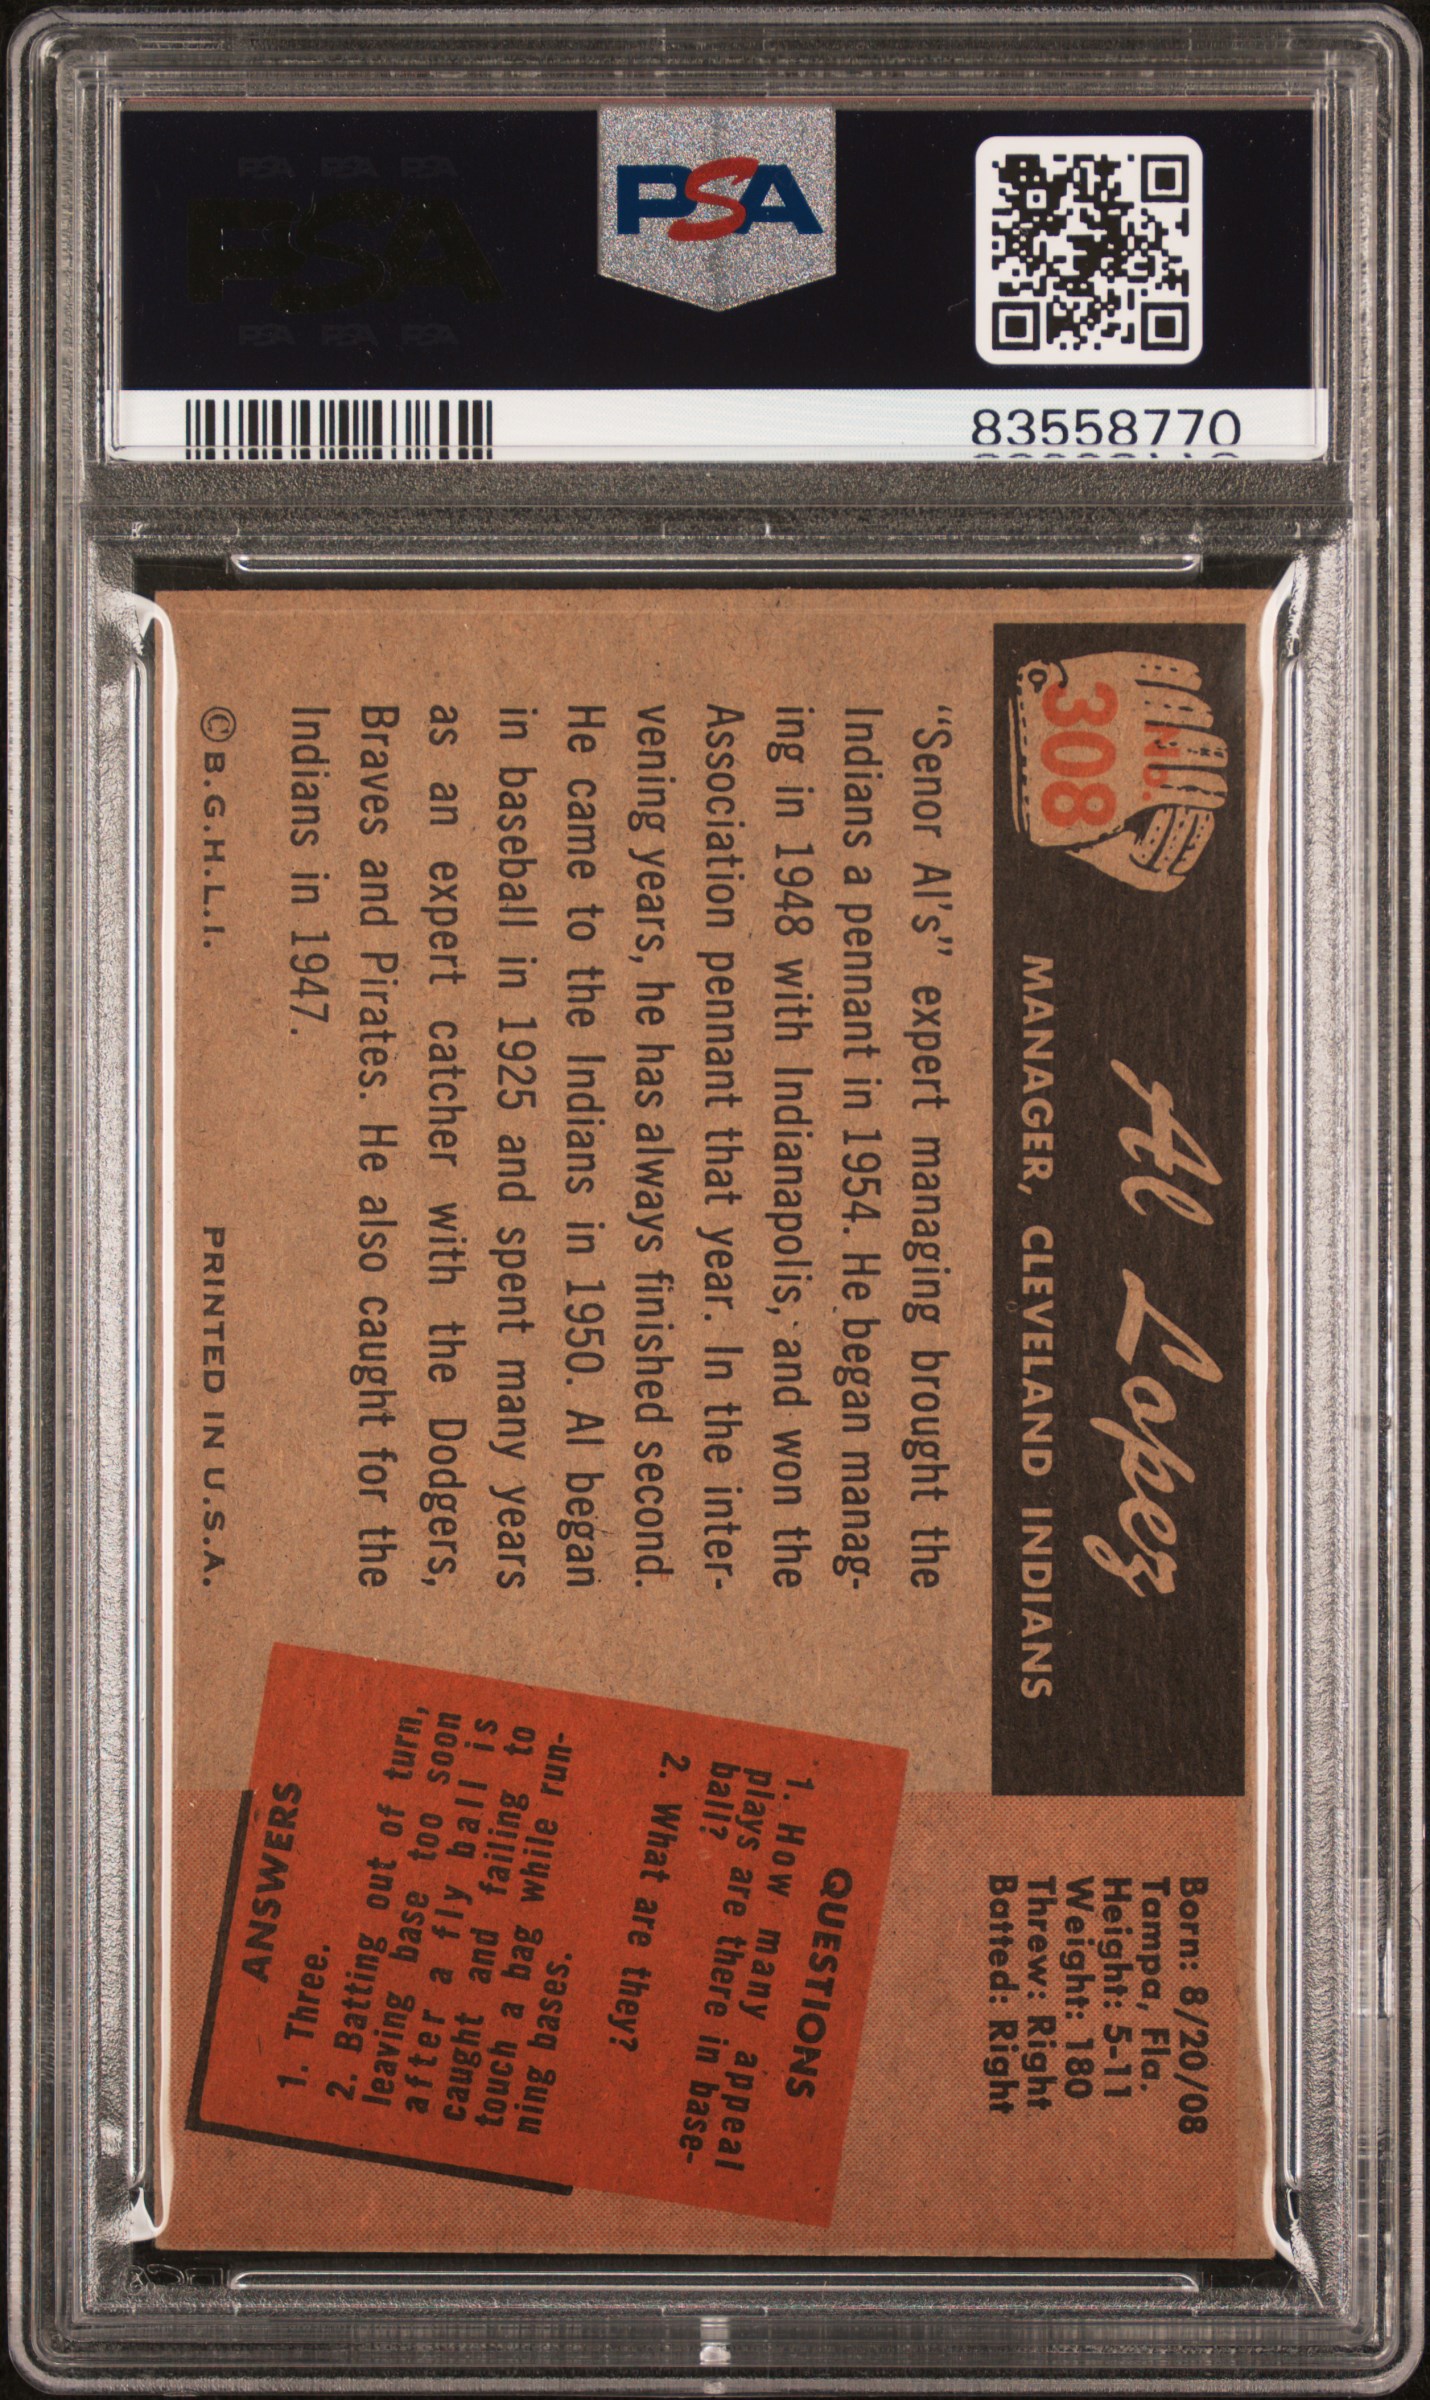 PSA
PSA PSA PSA
PSA
PSA PSA PSA
83558770
No.
308
Al Lopez
MANAGER, CLEVELAND INDIANS
"Senor Al's" expert managing brought the
Indians a pennant in 1954. He began manag-
ing in 1948 with Indianapolis, and won the
Association pennant that year. In the inter-
vening years, he has always finished second.
He came to the Indians in 1950. Al began
in baseball in 1925 and spent many years
as an expert catcher with the Dodgers,
Braves and Pirates. He also caught for the
Indians in 1947.
© B.G.H.L.I.
PRINTED IN U.S.A.
Born: 8/20/08
Tampa, Fla.
Height: 5-11
Weight: 180
Threw: Right
Batted: Right
QUESTIONS
1. How many appeal
plays are there in base-
ball?
2. What are they?
ANSWERS
1. Three.
2. Batting out of turn,
leaving base too soon
after a fly ball is
caught and failing to
touch a bag while run-
ning bases.